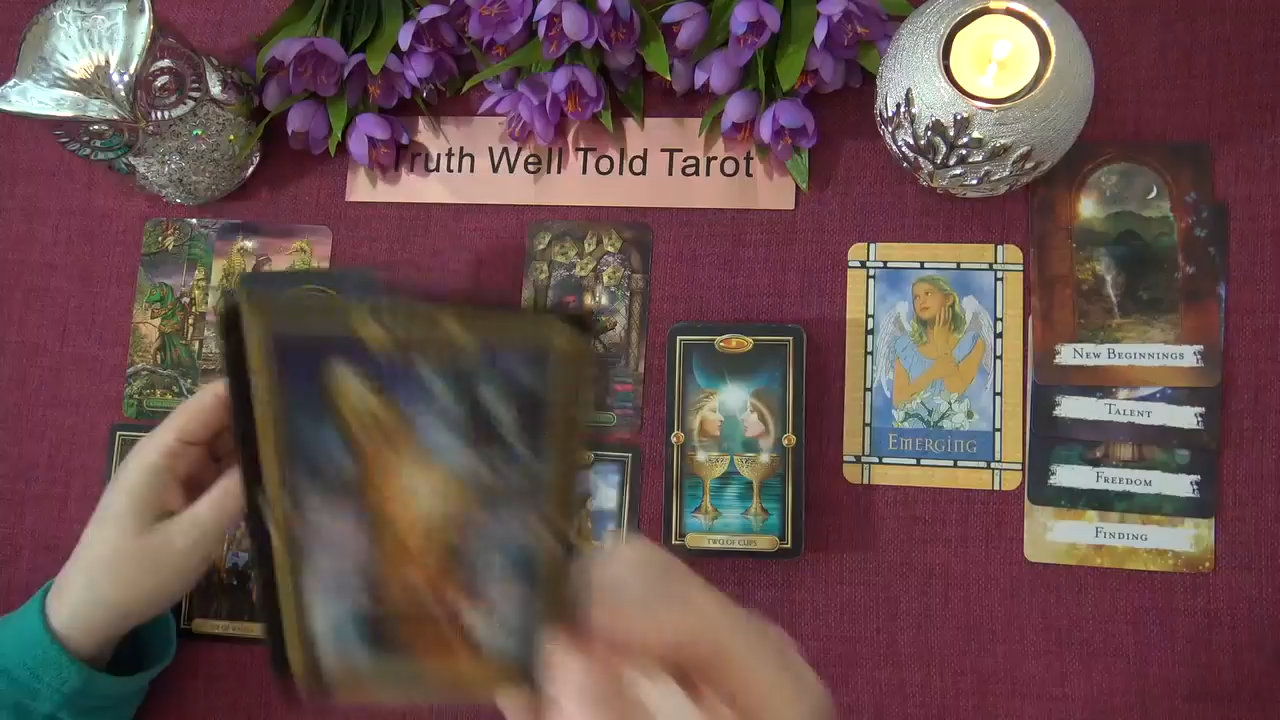 Truth Well Told Tarot
New Beginnings
Talent
Freedom
Finding
Emerging
TWO OF CUPS